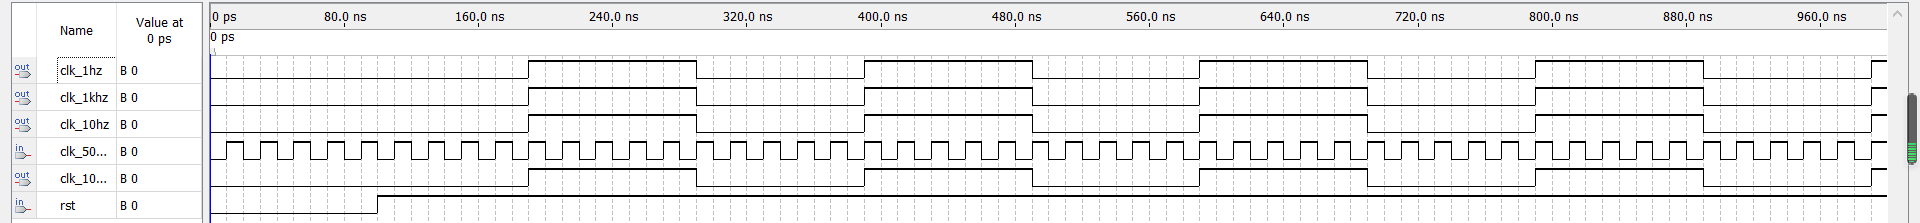 Name Value at 0 ps
0 ps 80.0 ns 160.0 ns 240.0 ns 320.0 ns 400.0 ns 480.0 ns 560.0 ns 640.0 ns 720.0 ns 800.0 ns 880.0 ns 960.0 ns
0 ps
out clk_1hz B 0
out clk_1khz B 0
out clk_10hz B 0
in clk_50... B 0
out clk_10... B 0
in rst B 0